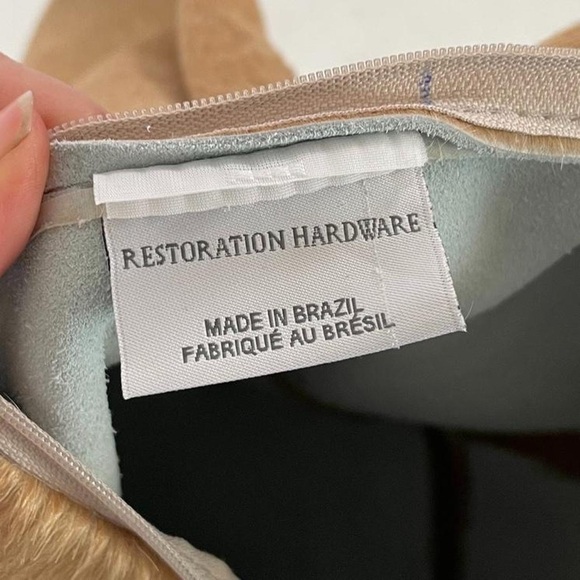 RESTORATION HARDWARE
MADE IN BRAZIL
FABRIQUÉ AU BRÉSIL